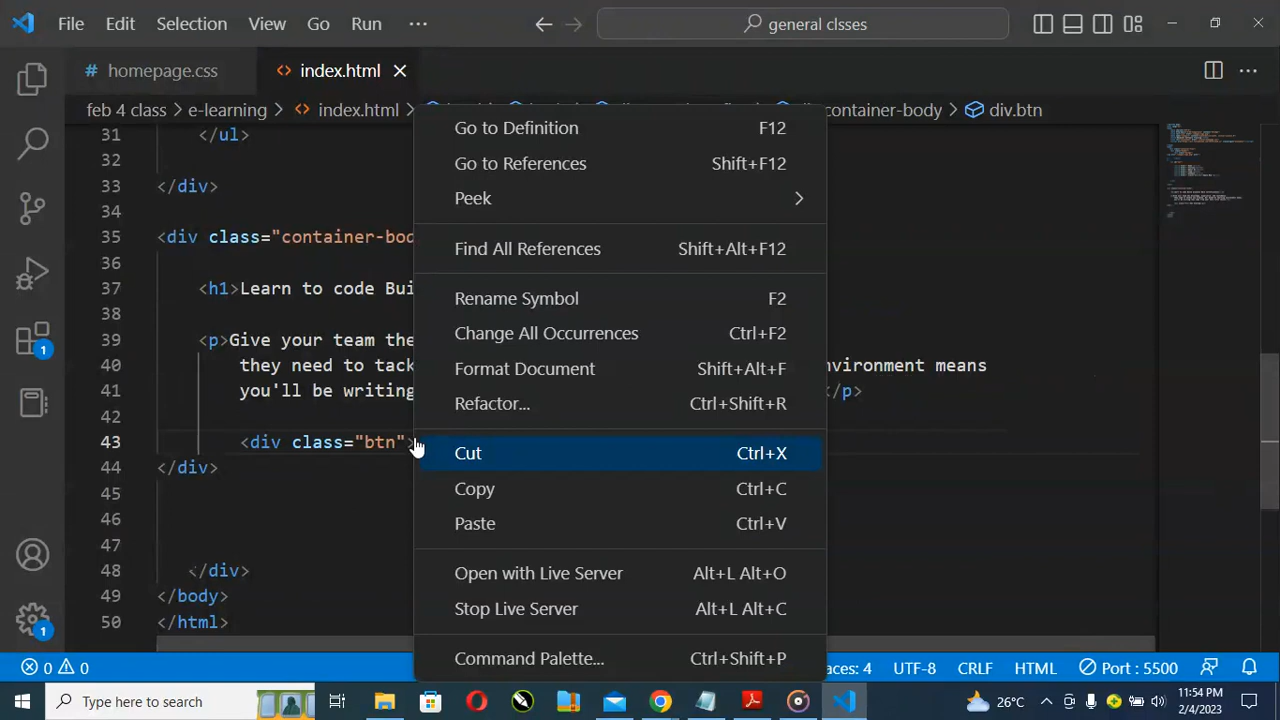 File Edit Selection View Go Run ··· general clsses
# homepage.css index.html
feb 4 class > e-learning > index.html > container-body > div.btn
31 </ul>
32
33 </div>
34
35 <div class="container-bo
36
37 <h1>Learn to code Bui
38
39 <p>Give your team the
40 they need to tack vironment means
41 you'll be writing </p>
42
43 <div class="btn">
44 </div>
45
46
47
48 </div>
49 </body>
50 </html>
Go to Definition F12
Go to References Shift+F12
Peek
Find All References Shift+Alt+F12
Rename Symbol F2
Change All Occurrences Ctrl+F2
Format Document Shift+Alt+F
Refactor... Ctrl+Shift+R
Cut Ctrl+X
Copy Ctrl+C
Paste Ctrl+V
Open with Live Server Alt+L Alt+O
Stop Live Server Alt+L Alt+C
Command Palette... Ctrl+Shift+P
1
1
0 0 aces: 4 UTF-8 CRLF HTML Port : 5500
Type here to search 26°C 11:54 PM
2/4/2023